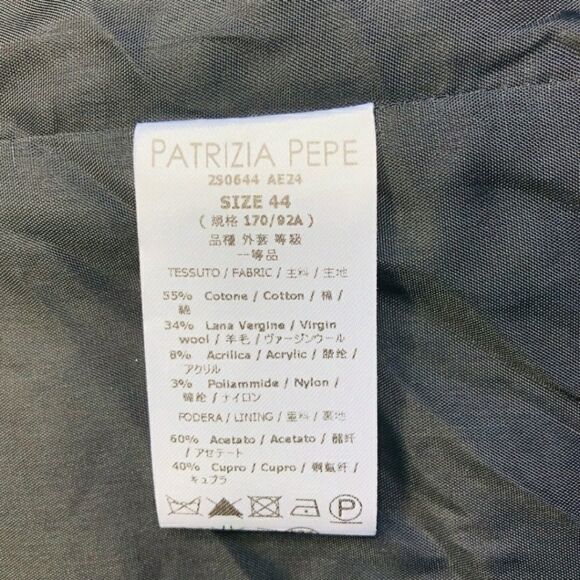 PATRIZIA PEPE
2S0644 AE24
SIZE 44
( 规格 170/92A )
品種 外套 等級
一等品
TESSUTO / FABRIC / 主料 / 主地
55% Cotone / Cotton / 棉 /
綿
34% Lana Vergine / Virgin
wool / 羊毛 / ヴァージンウール
8% Acrilica / Acrylic / 腈纶 /
アクリル
3% Poliammide / Nylon /
锦纶 / ナイロン
FODERA / LINING / 里料 / 裏地
60% Acetato / Acetato / 醋纤
/ アセテート
40% Cupro / Cupro / 铜氨纤 /
キュプラ
P